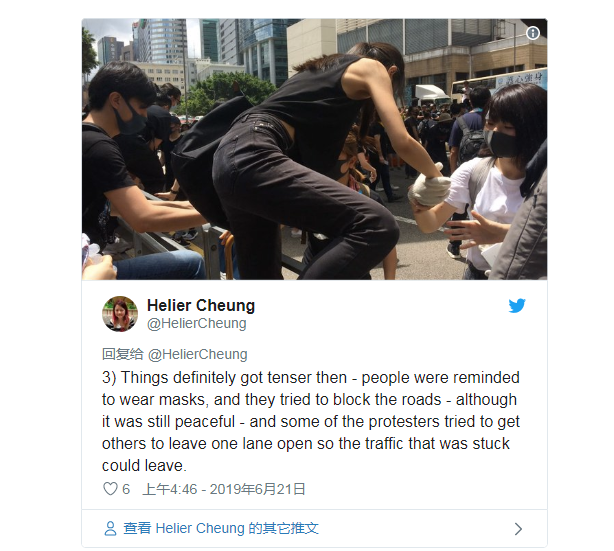 Helier Cheung
@HelierCheung
回复给 @HelierCheung
3) Things definitely got tenser then - people were reminded
to wear masks, and they tried to block the roads - although
it was still peaceful - and some of the protesters tried to get
others to leave one lane open so the traffic that was stuck
could leave.
6 上午4:46 - 2019年6月21日
查看 Helier Cheung 的其它推文